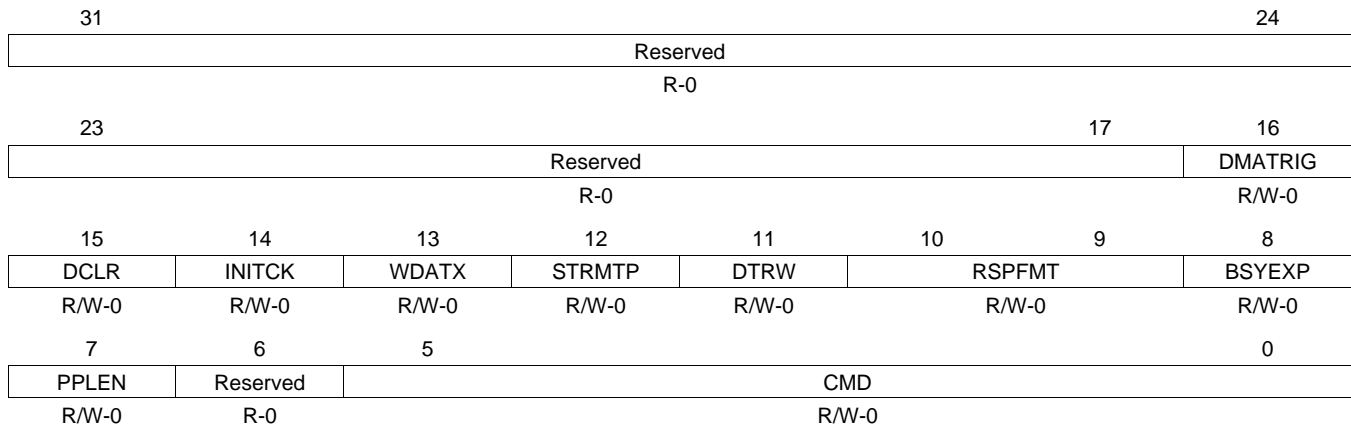 31 24
Reserved
R-0
23 17 16
Reserved DMATRIG
R-0 R/W-0
15 14 13 12 11 10 9 8
DCLR INITCK WDATX STRMTP DTRW RSPFMT BSYEXP
R/W-0 R/W-0 R/W-0 R/W-0 R/W-0 R/W-0 R/W-0
7 6 5 0
PPLEN Reserved CMD
R/W-0 R-0 R/W-0